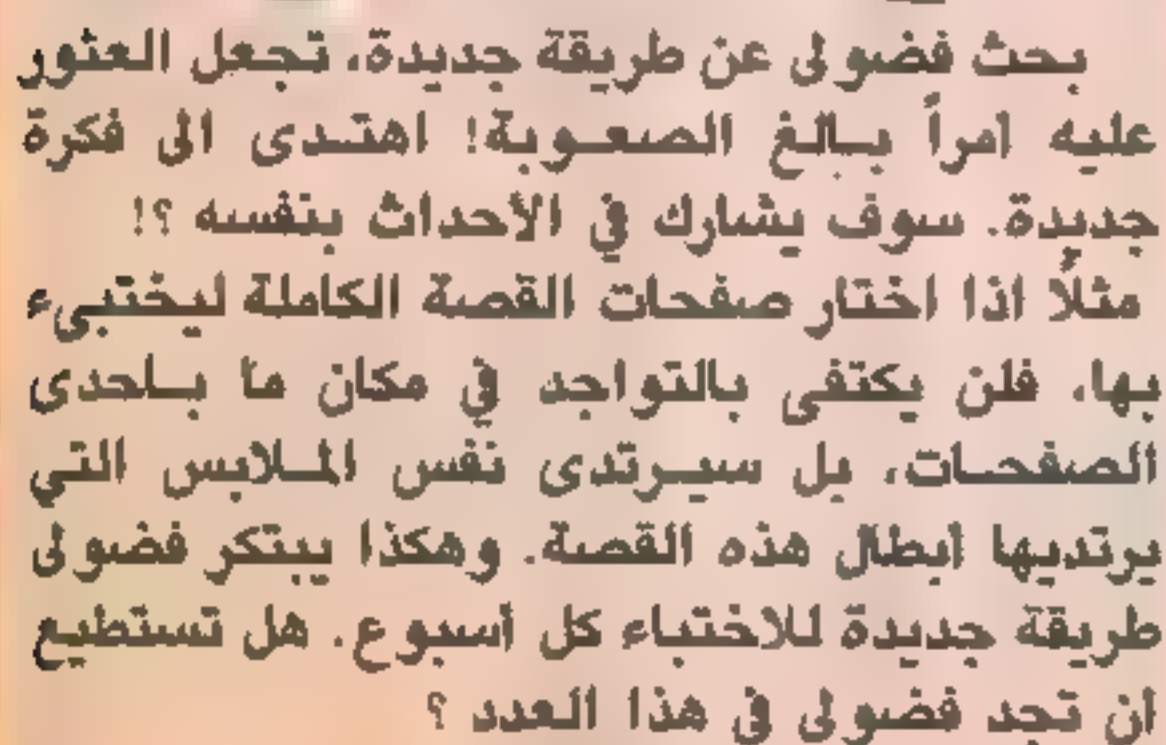 بحث فضولى عن طريقة جديدة، تجعل العثور
عليه امراً بالغ الصعوبة! اهتدى الى فكرة
جديدة. سوف يشارك في الأحداث بنفسه ؟!
مثلاً اذا اختار صفحات القصة الكاملة ليختبىء
بها، فلن يكتفى بالتواجد في مكان ما باحدى
الصفحات، بل سيرتدى نفس الملابس التي
يرتديها أبطال هذه القصة. وهكذا يبتكر فضولى
طريقة جديدة للاختباء كل أسبوع. هل تستطيع
ان تجد فضولى فى هذا العدد ؟